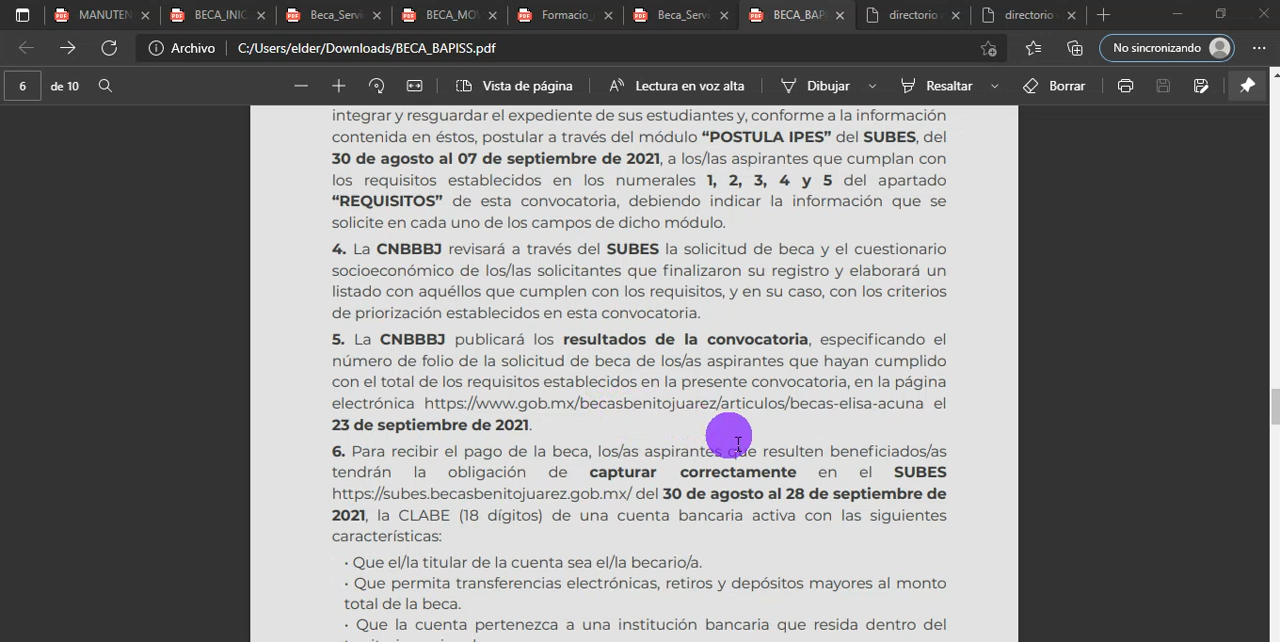 MANUTEN
BECA_INIC
Beca_Servi
BECA_MOV
Formacio_
Beca_Servi
BECA_BAP
directorio
directorio
Archivo
C:/Users/elder/Downloads/BECA_BAPISS.pdf
No sincronizando
6
de 10
Vista de página
Lectura en voz alta
Dibujar
Resaltar
Borrar
integrar y resguardar el expediente de sus estudiantes y, conforme a la información
contenida en éstos, postular a través del módulo “POSTULA IPES” del SUBES, del
30 de agosto al 07 de septiembre de 2021, a los/las aspirantes que cumplan con
los requisitos establecidos en los numerales 1, 2, 3, 4 y 5 del apartado
“REQUISITOS” de esta convocatoria, debiendo indicar la información que se
solicite en cada uno de los campos de dicho módulo.
4. La CNBBBJ revisará a través del SUBES la solicitud de beca y el cuestionario
socioeconómico de los/las solicitantes que finalizaron su registro y elaborará un
listado con aquéllos que cumplen con los requisitos, y en su caso, con los criterios
de priorización establecidos en esta convocatoria.
5. La CNBBBJ publicará los resultados de la convocatoria, especificando el
número de folio de la solicitud de beca de los/as aspirantes que hayan cumplido
con el total de los requisitos establecidos en la presente convocatoria, en la página
electrónica https://www.gob.mx/becasbenitojuarez/articulos/becas-elisa-acuna el
23 de septiembre de 2021.
6. Para recibir el pago de la beca, los/as aspirantes que resulten beneficiados/as
tendrán la obligación de capturar correctamente en el SUBES
https://subes.becasbenitojuarez.gob.mx/ del 30 de agosto al 28 de septiembre de
2021, la CLABE (18 dígitos) de una cuenta bancaria activa con las siguientes
características:
• Que el/la titular de la cuenta sea el/la becario/a.
• Que permita transferencias electrónicas, retiros y depósitos mayores al monto
total de la beca.
• Que la cuenta pertenezca a una institución bancaria que resida dentro del